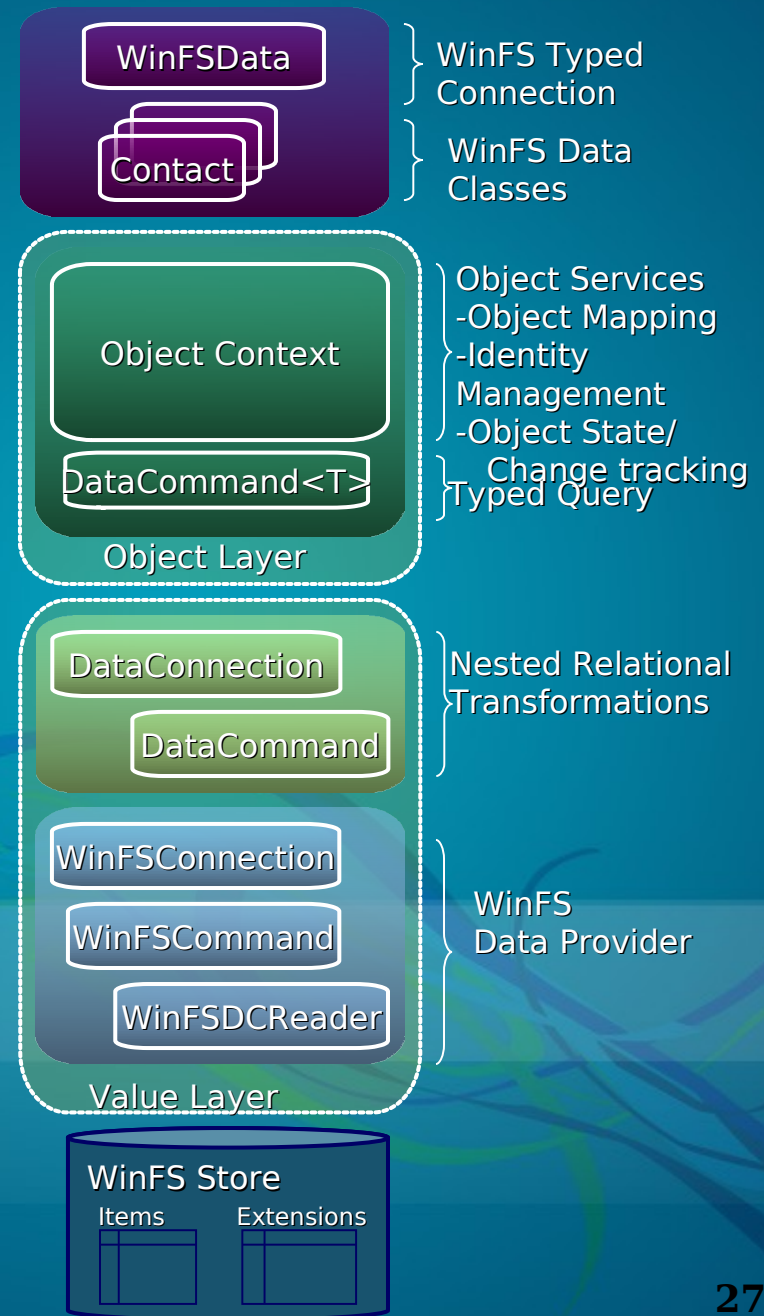 WinFSData
WinFS Typed
Connection
Contact
WinFS Data
Classes
Object Context
Object Services
-Object Mapping
-Identity
Management
-Object State/
Change tracking
DataCommand<T>
Typed Query
Object Layer
DataConnection
DataCommand
Nested Relational
Transformations
WinFSConnection
WinFSCommand
WinFSDCReader
WinFS
Data Provider
Value Layer
WinFS Store
Items Extensions
27